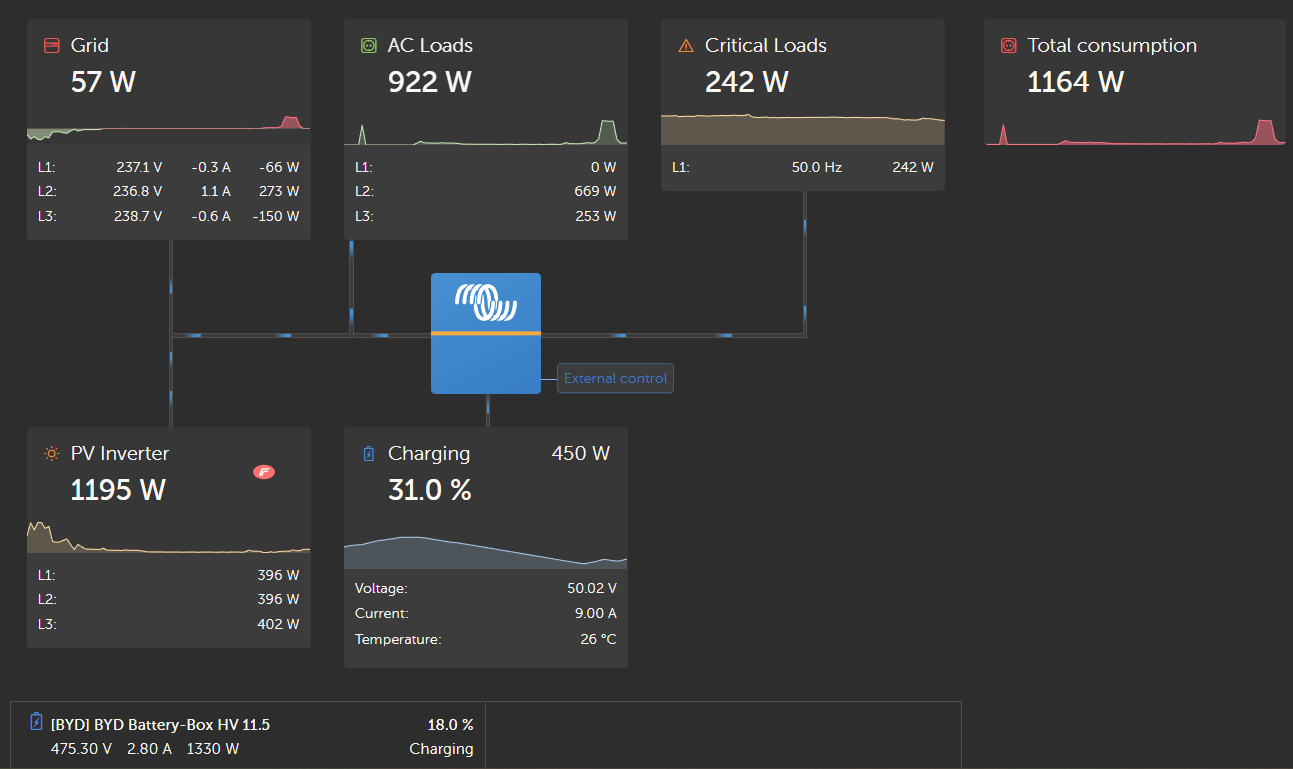 Grid
57 W
L1: 237.1 V -0.3 A -66 W
L2: 236.8 V 1.1 A 273 W
L3: 238.7 V -0.6 A -150 W
AC Loads
922 W
L1: 0 W
L2: 669 W
L3: 253 W
Critical Loads
242 W
L1: 50.0 Hz 242 W
Total consumption
1164 W
External control
PV Inverter
1195 W
L1: 396 W
L2: 396 W
L3: 402 W
Charging 450 W
31.0 %
Voltage: 50.02 V
Current: 9.00 A
Temperature: 26 °C
[BYD] BYD Battery-Box HV 11.5 18.0 %
475.30 V 2.80 A 1330 W Charging